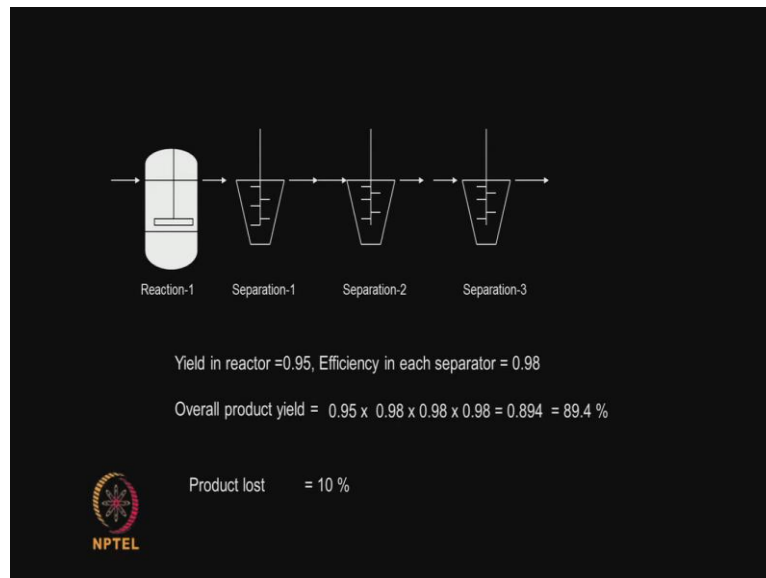 Reaction-1 Separation-1 Separation-2 Separation-3
Yield in reactor =0.95, Efficiency in each separator = 0.98
Overall product yield = 0.95 x 0.98 x 0.98 x 0.98 = 0.894 = 89.4 %
Product lost = 10 %
NPTEL